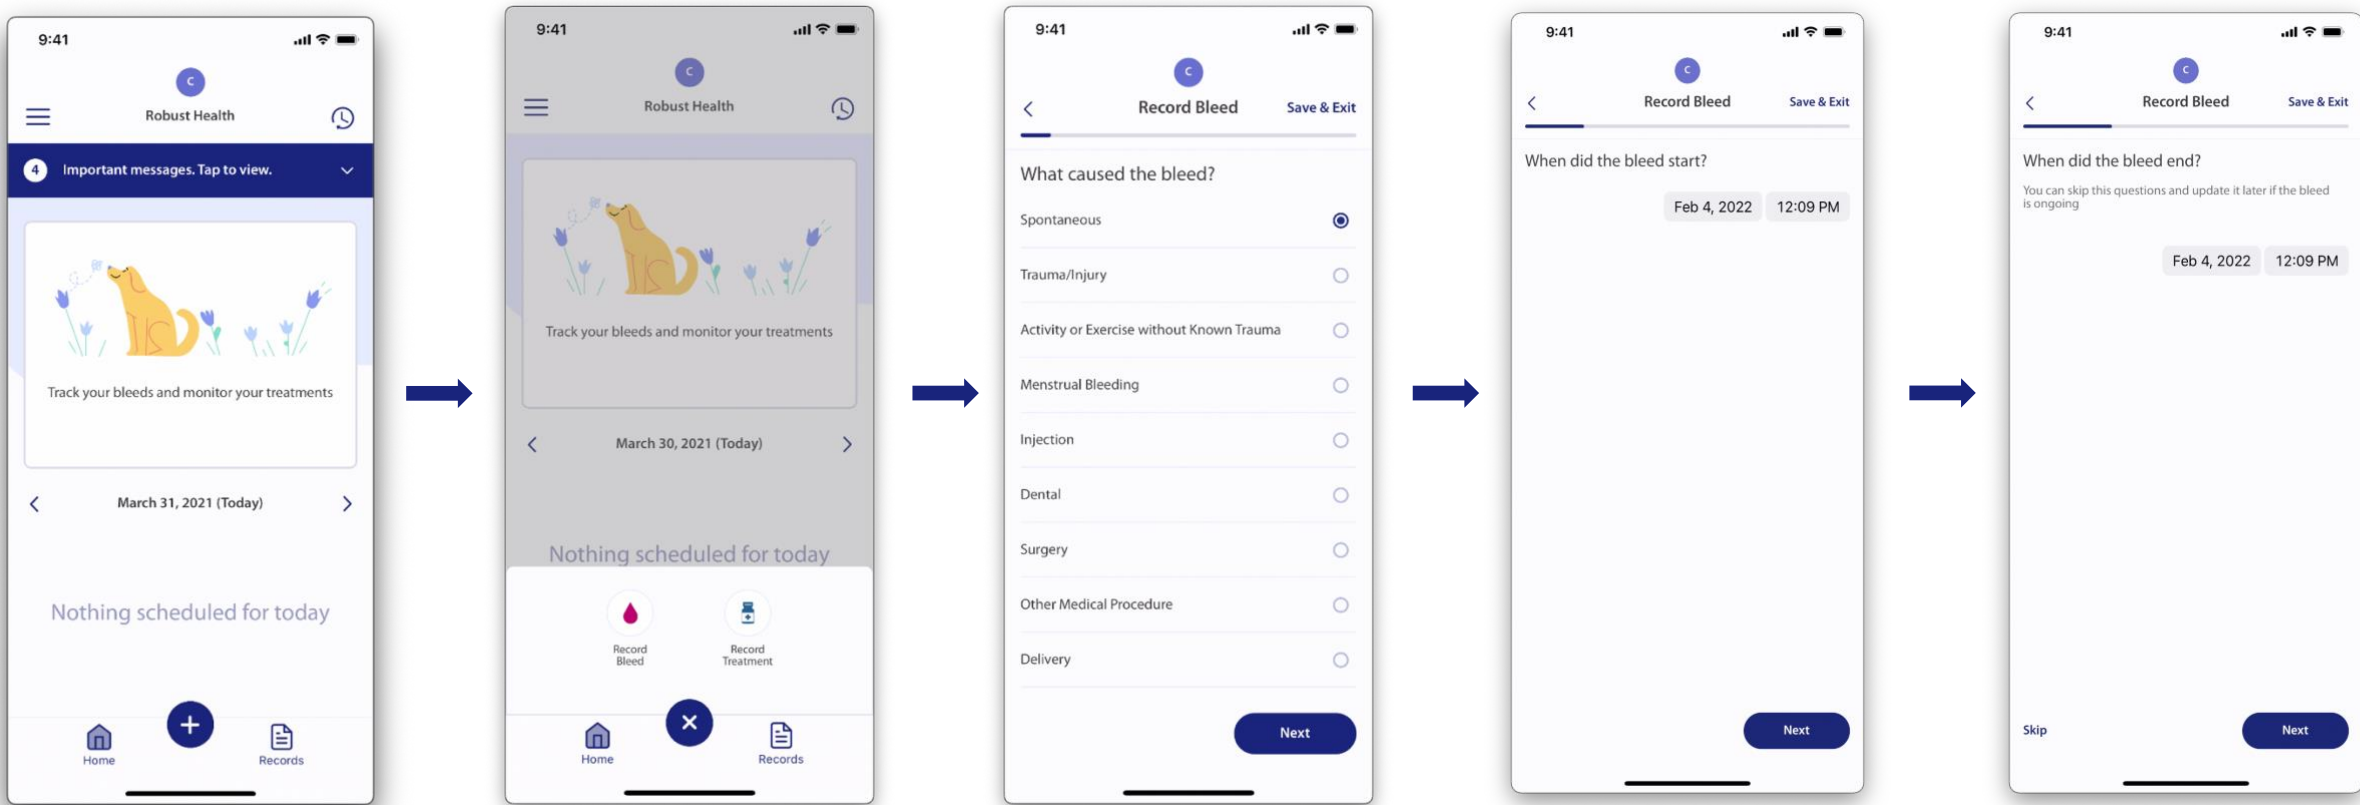 9:41
C
Robust Health
4 Important messages. Tap to view.
Track your bleeds and monitor your treatments
March 31, 2021 (Today)
Nothing scheduled for today
Home
Records
9:41
C
Robust Health
Track your bleeds and monitor your treatments
March 30, 2021 (Today)
Nothing scheduled for today
Record
Bleed
Record
Treatment
Home
Records
9:41
C
Record Bleed
Save & Exit
What caused the bleed?
Spontaneous
Trauma/Injury
Activity or Exercise without Known Trauma
Menstrual Bleeding
Injection
Dental
Surgery
Other Medical Procedure
Delivery
Next
9:41
C
Record Bleed
Save & Exit
When did the bleed start?
Feb 4, 2022 12:09 PM
Next
9:41
C
Record Bleed
Save & Exit
When did the bleed end?
You can skip this questions and update it later if the bleed
is ongoing
Feb 4, 2022 12:09 PM
Skip
Next